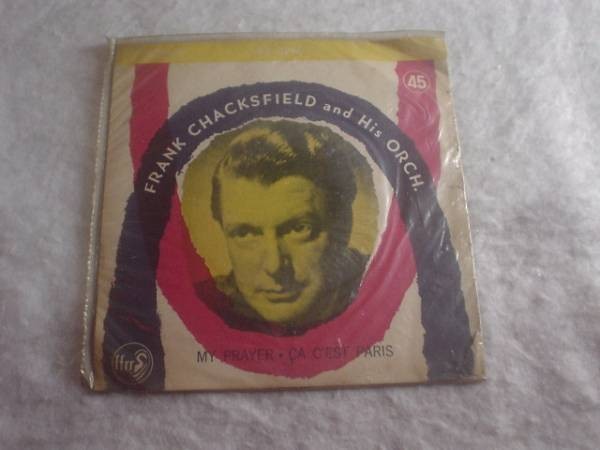 45
FRANK CHACKSFIELD and His ORCH.
MY PRAYER • ÇA C'EST PARIS
ffrr